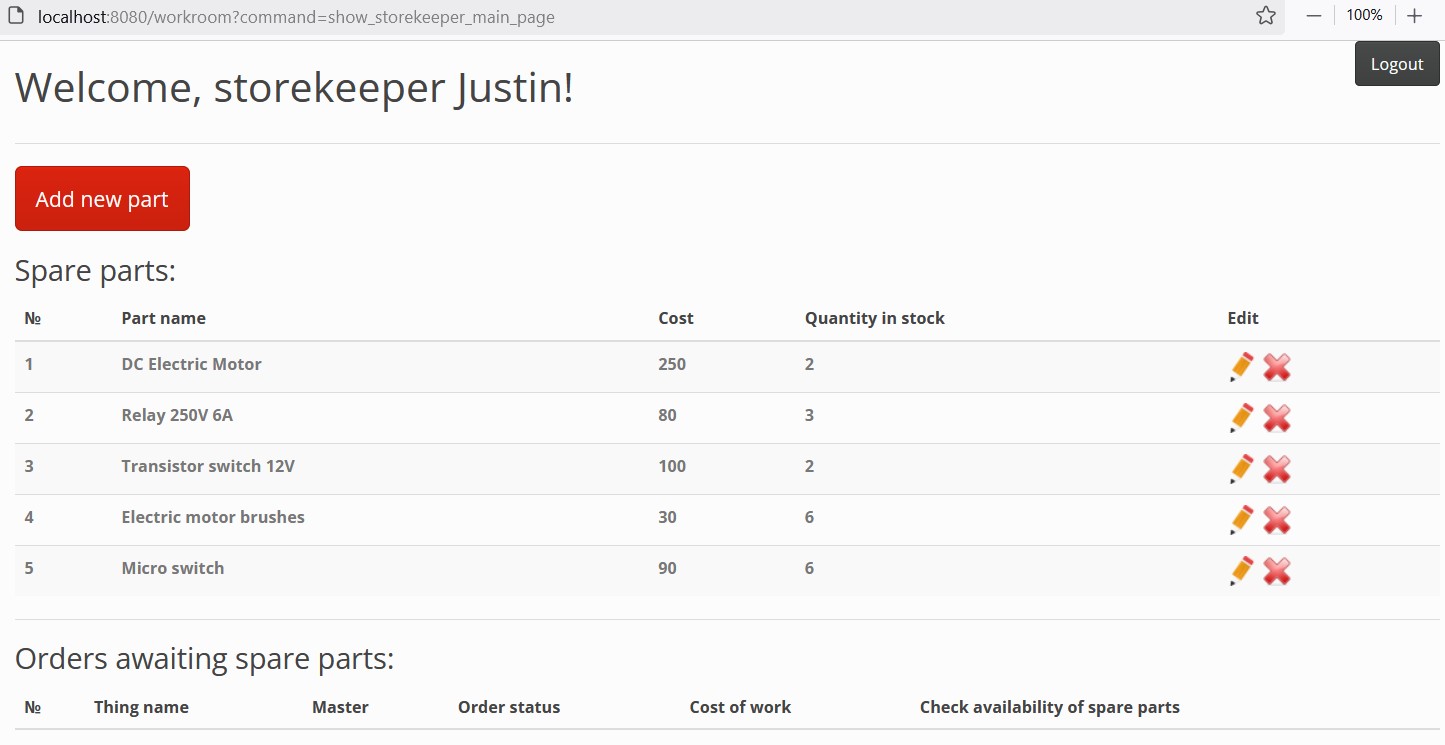 localhost:8080/workroom?command=show_storekeeper_main_page 100%
Logout
Welcome, storekeeper Justin!
Add new part
Spare parts:
№ Part name Cost Quantity in stock Edit
1 DC Electric Motor 250 2
2 Relay 250V 6A 80 3
3 Transistor switch 12V 100 2
4 Electric motor brushes 30 6
5 Micro switch 90 6
Orders awaiting spare parts:
№ Thing name Master Order status Cost of work Check availability of spare parts